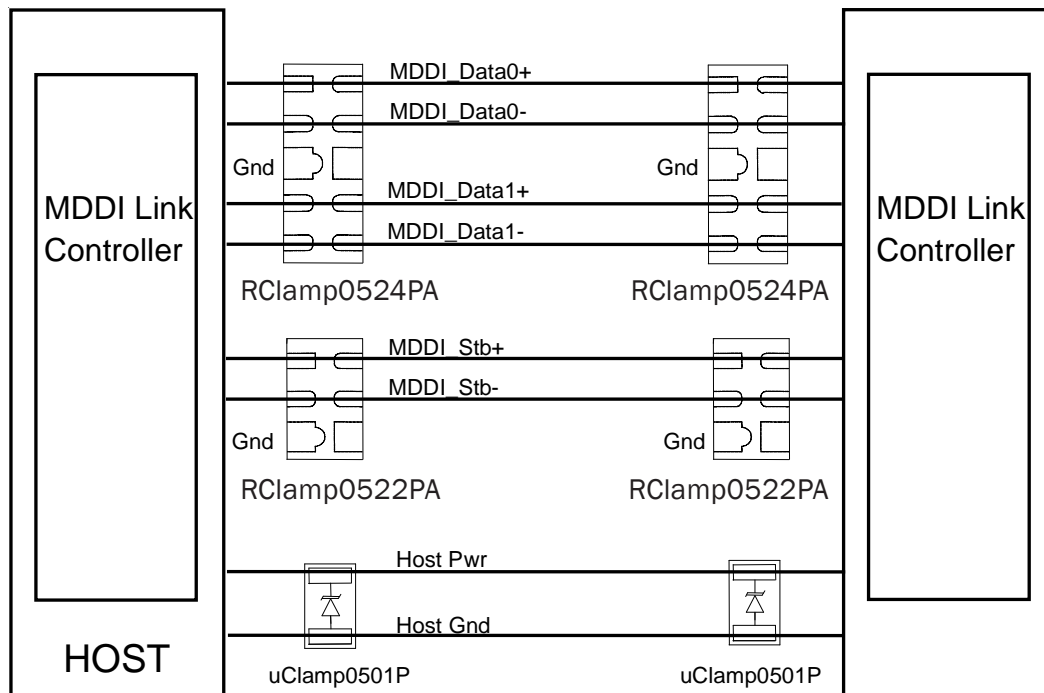 MDDI_Data0+
MDDI_Data0-
Gnd
Gnd
MDDI_Data1+
MDDI_Data1-
MDDI Link
Controller
MDDI Link
Controller
RClamp0524PA
RClamp0524PA
MDDI_Stb+
MDDI_Stb-
Gnd
Gnd
RClamp0522PA
RClamp0522PA
Host Pwr
Host Gnd
HOST
uClamp0501P
uClamp0501P